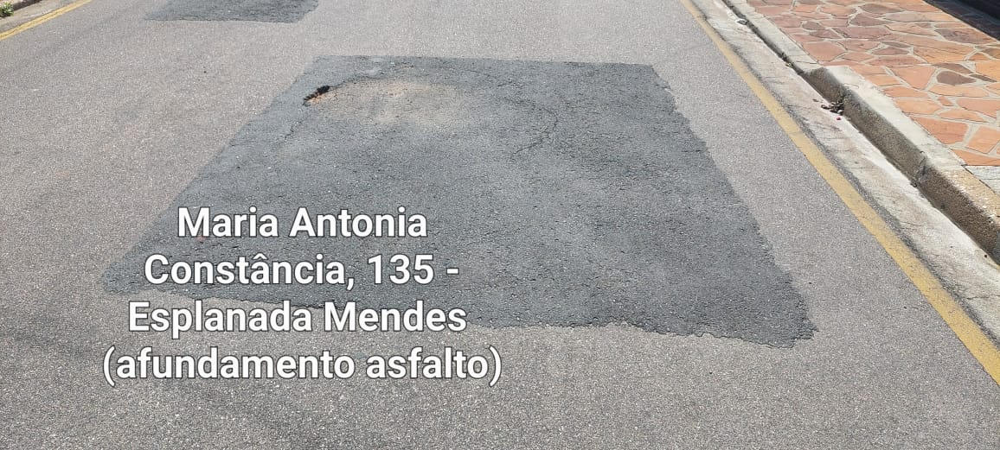 Maria Antonia
Constância, 135 -
Esplanada Mendes
(afundamento asfalto)